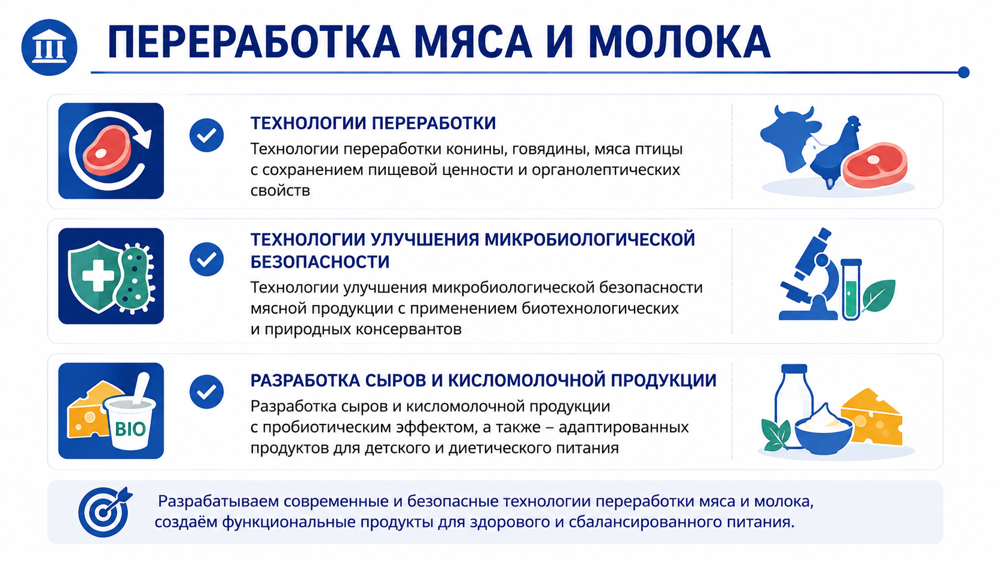 ПЕРЕРАБОТКА МЯСА И МОЛОКА
ТЕХНОЛОГИИ ПЕРЕРАБОТКИ
Технологии переработки конины, говядины, мяса птицы
с сохранением пищевой ценности и органолептических
свойств
ТЕХНОЛОГИИ УЛУЧШЕНИЯ МИКРОБИОЛОГИЧЕСКОЙ
БЕЗОПАСНОСТИ
Технологии улучшения микробиологической безопасности
мясной продукции с применением биотехнологических
и природных консервантов
BIO
РАЗРАБОТКА СЫРОВ И КИСЛОМОЛОЧНОЙ ПРОДУКЦИИ
Разработка сыров и кисломолочной продукции
с пробиотическим эффектом, а также – адаптированных
продуктов для детского и диетического питания
Разрабатываем современные и безопасные технологии переработки мяса и молока,
создаём функциональные продукты для здорового и сбалансированного питания.